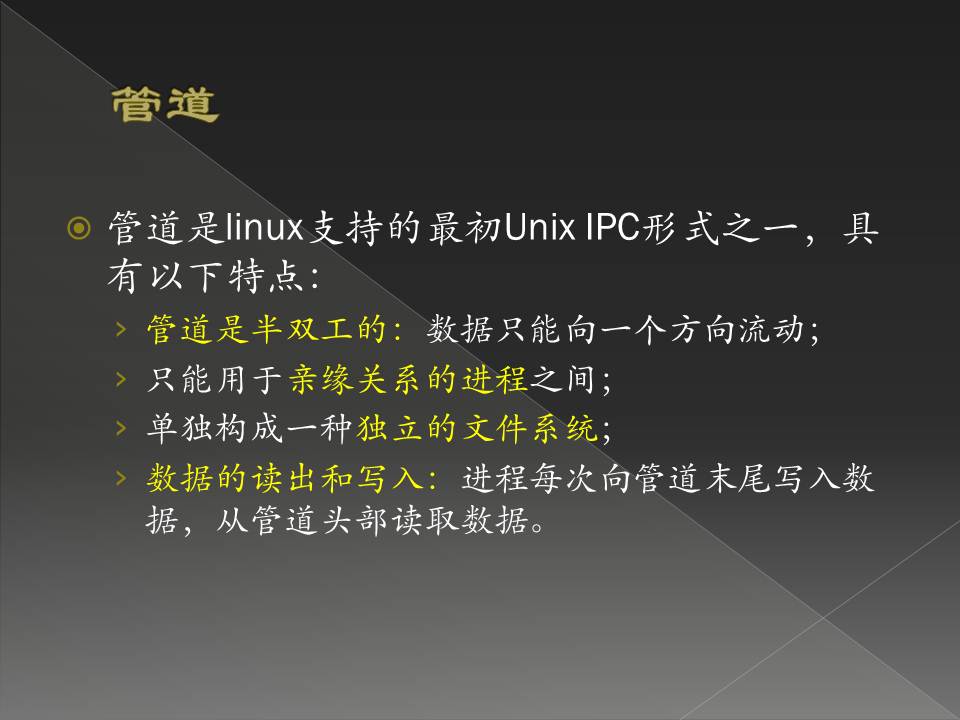 管道
管道是linux支持的最初Unix IPC形式之一，具
有以下特点：
管道是半双工的：数据只能向一个方向流动；
只能用于亲缘关系的进程之间；
单独构成一种独立的文件系统；
数据的读出和写入：进程每次向管道末尾写入数
据，从管道头部读取数据。